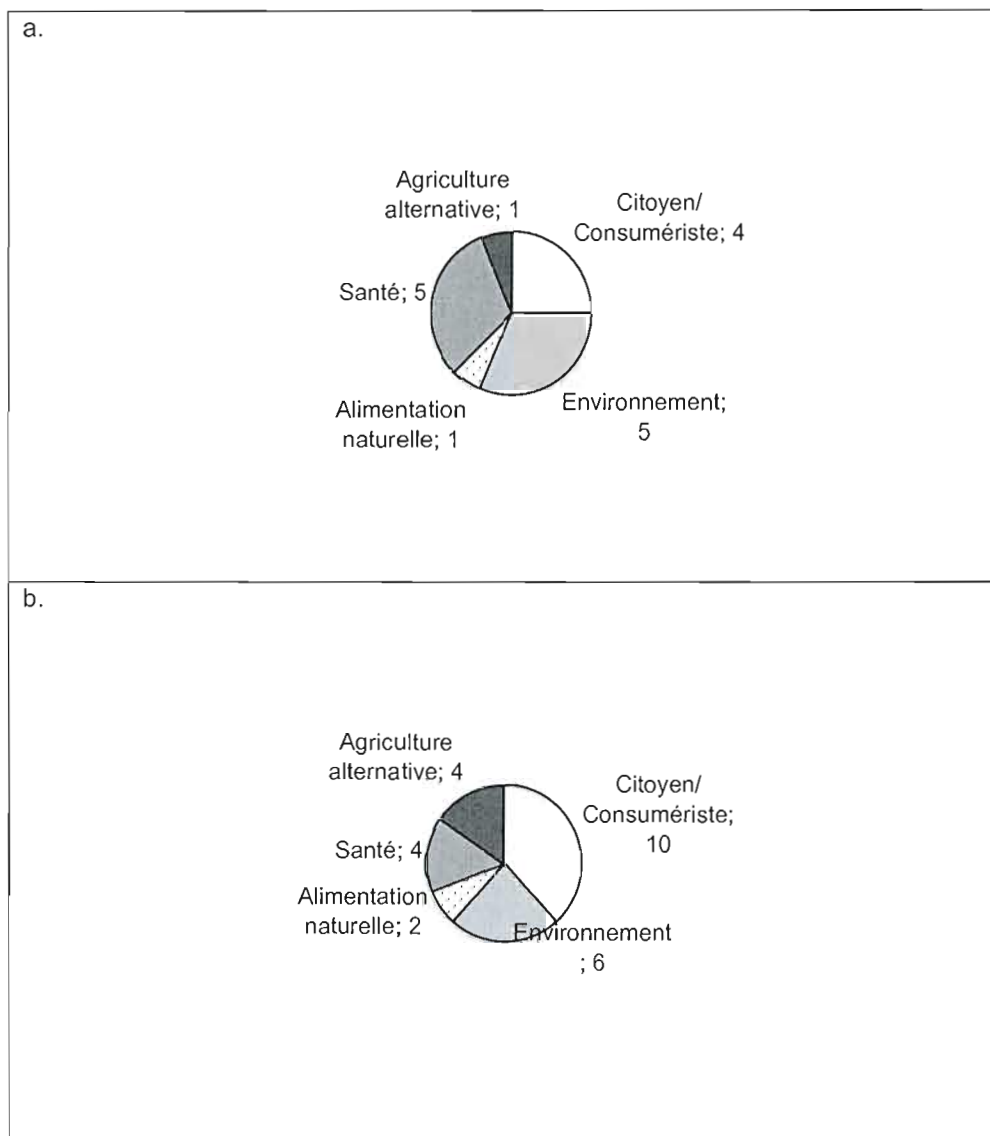 a.
Agriculture
alternative; 1
Citoyen/
Consumériste; 4
Santé; 5
Alimentation
naturelle; 1
Environnement;
5
b.
Agriculture
alternative; 4
Citoyen/
Consumériste;
10
Santé; 4
Alimentation
naturelle; 2
Environnement
; 6